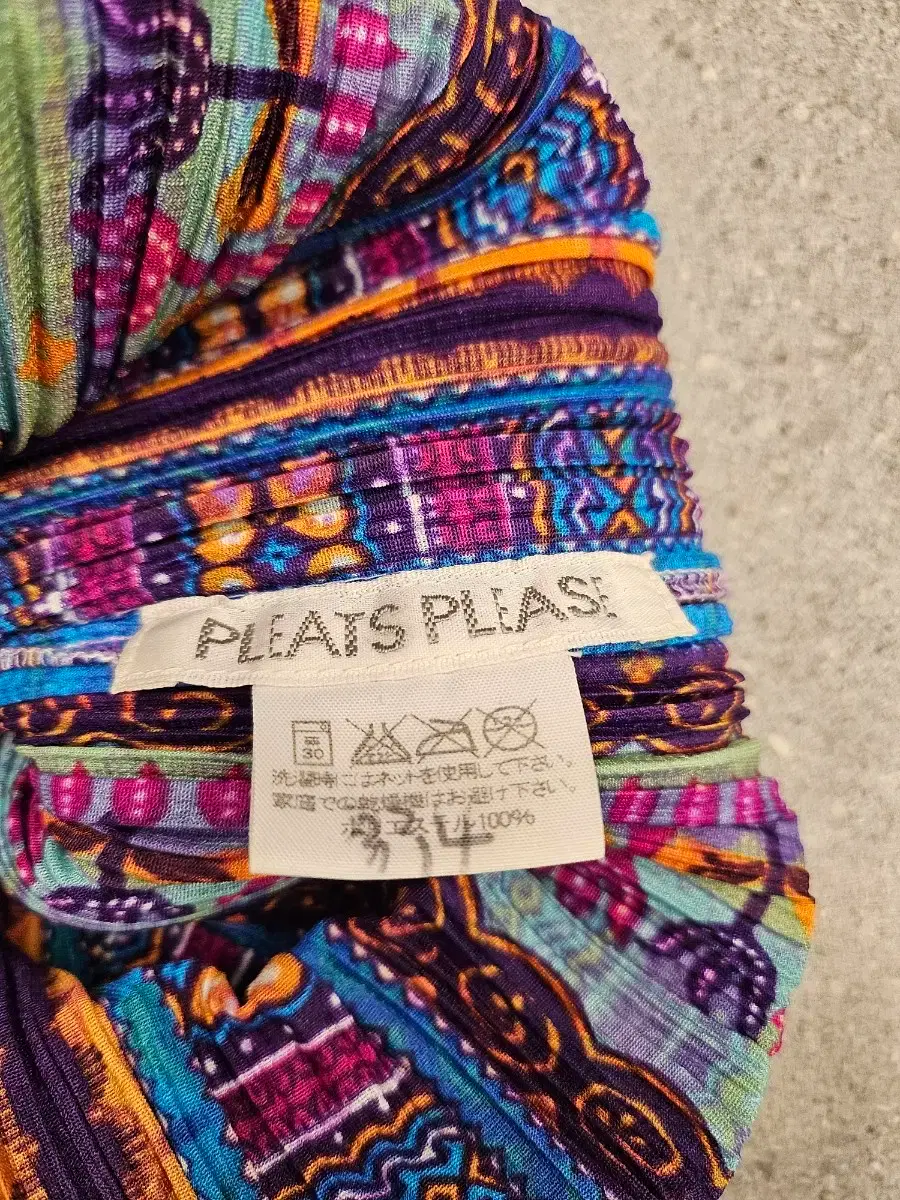 PLEATS PLEASE
30
洗濯時にはネットを使用して下さい。
家庭での乾燥機はお避け下さい。
ポリエステル100%